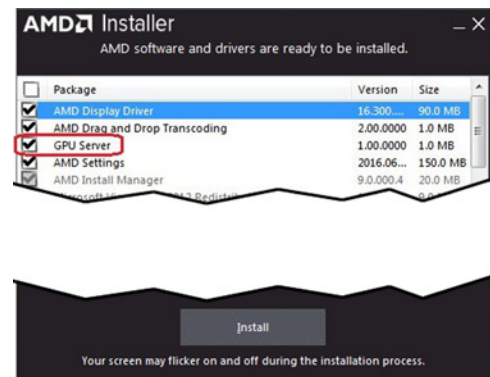 AMD Installer
AMD software and drivers are ready to be installed.
Package Version Size
AMD Display Driver 16.300.... 90.0 MB
AMD Drag and Drop Transcoding 2.00.0000 1.0 MB
GPU Server 1.00.0000 1.0 MB
AMD Settings 2016.06... 150.0 MB
AMD Install Manager 9.0.000.4 20.0 MB
2012 Redistrib
Install
Your screen may flicker on and off during the installation process.